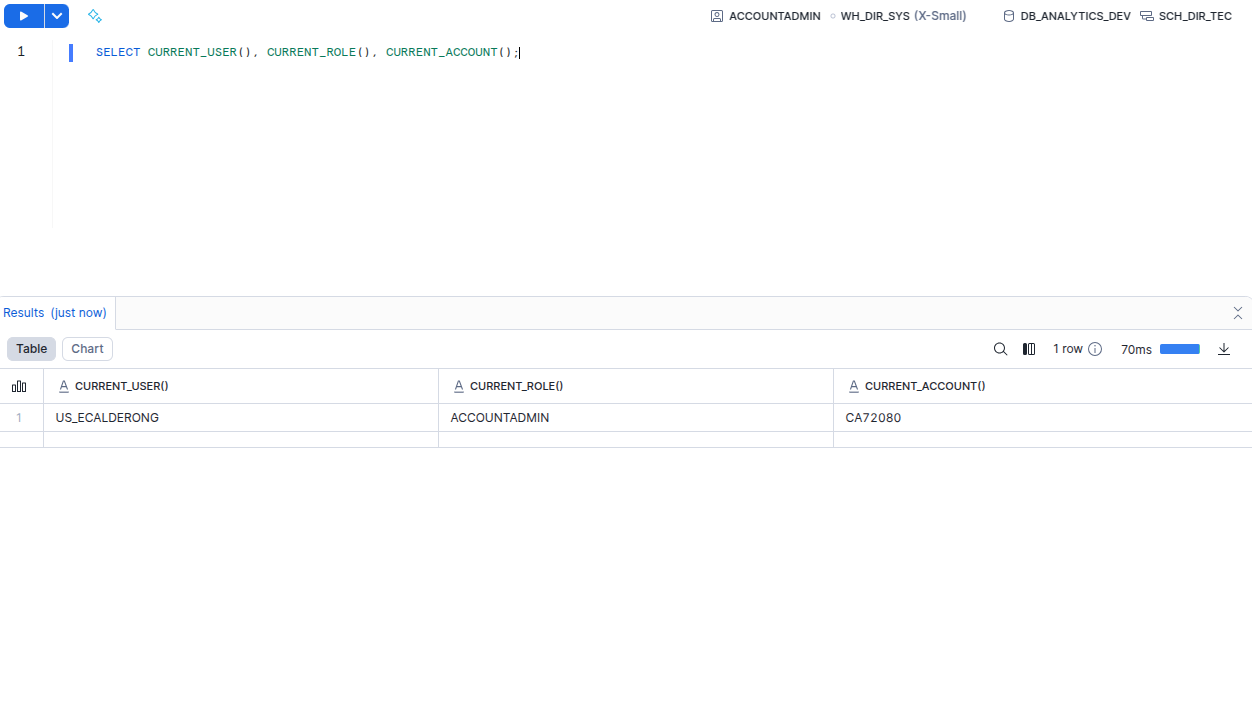 ACCOUNTADMIN WH_DIR_SYS (X-Small) DB_ANALYTICS_DEV SCH_DIR_TEC
1 SELECT CURRENT_USER(), CURRENT_ROLE(), CURRENT_ACCOUNT();
Results (just now)
Table Chart 1 row 70ms
CURRENT_USER() CURRENT_ROLE() CURRENT_ACCOUNT()
1 US_ECALDERONG ACCOUNTADMIN CA72080